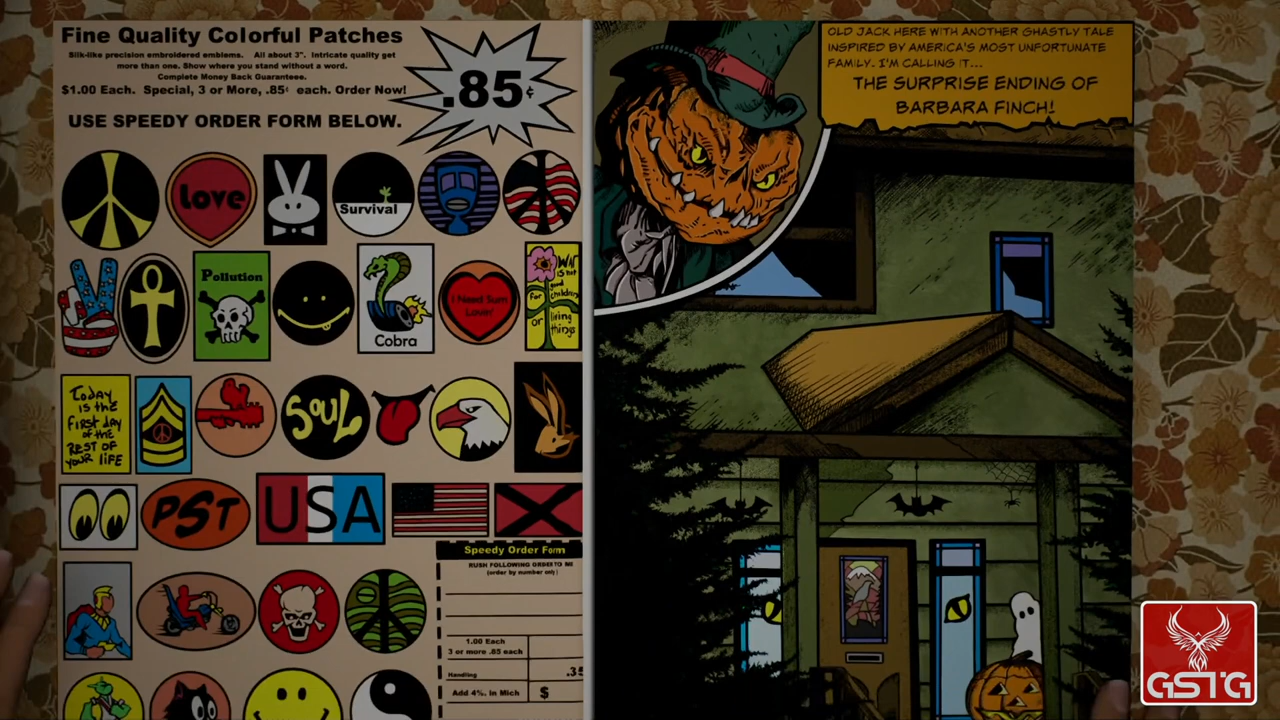 Fine Quality Colorful Patches
Silk-like precision embroidered emblems. All about 3". Intricate quality get
more than one. Show where you stand without a word.
Complete Money Back Guarantee.
$1.00 Each. Special, 3 or More, .85¢ each. Order Now!
.85¢
USE SPEEDY ORDER FORM BELOW.
Love
Survival
Pollution
Cobra
I Need Sum
Lovin'
WAR
is not
good
For children
or living
things
Today
is the
First day
of the
REST OF
YOUR LIFE
SOUL
PST
USA
Speedy Order Form
RUSH FOLLOWING ORDER TO ME
(order by number only)
1.00 Each
3 or more .85 each
Handling .35
Add 4%. in Mich $
OLD JACK HERE WITH ANOTHER GHASTLY TALE
INSPIRED BY AMERICA'S MOST UNFORTUNATE
FAMILY. I'M CALLING IT...
THE SURPRISE ENDING OF
BARBARA FINCH!
GSTG